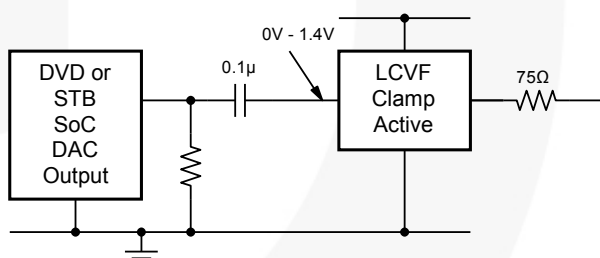 0V - 1.4V
DVD or
STB
SoC
DAC
Output
0.1µ
LCVF
Clamp
Active
75Ω